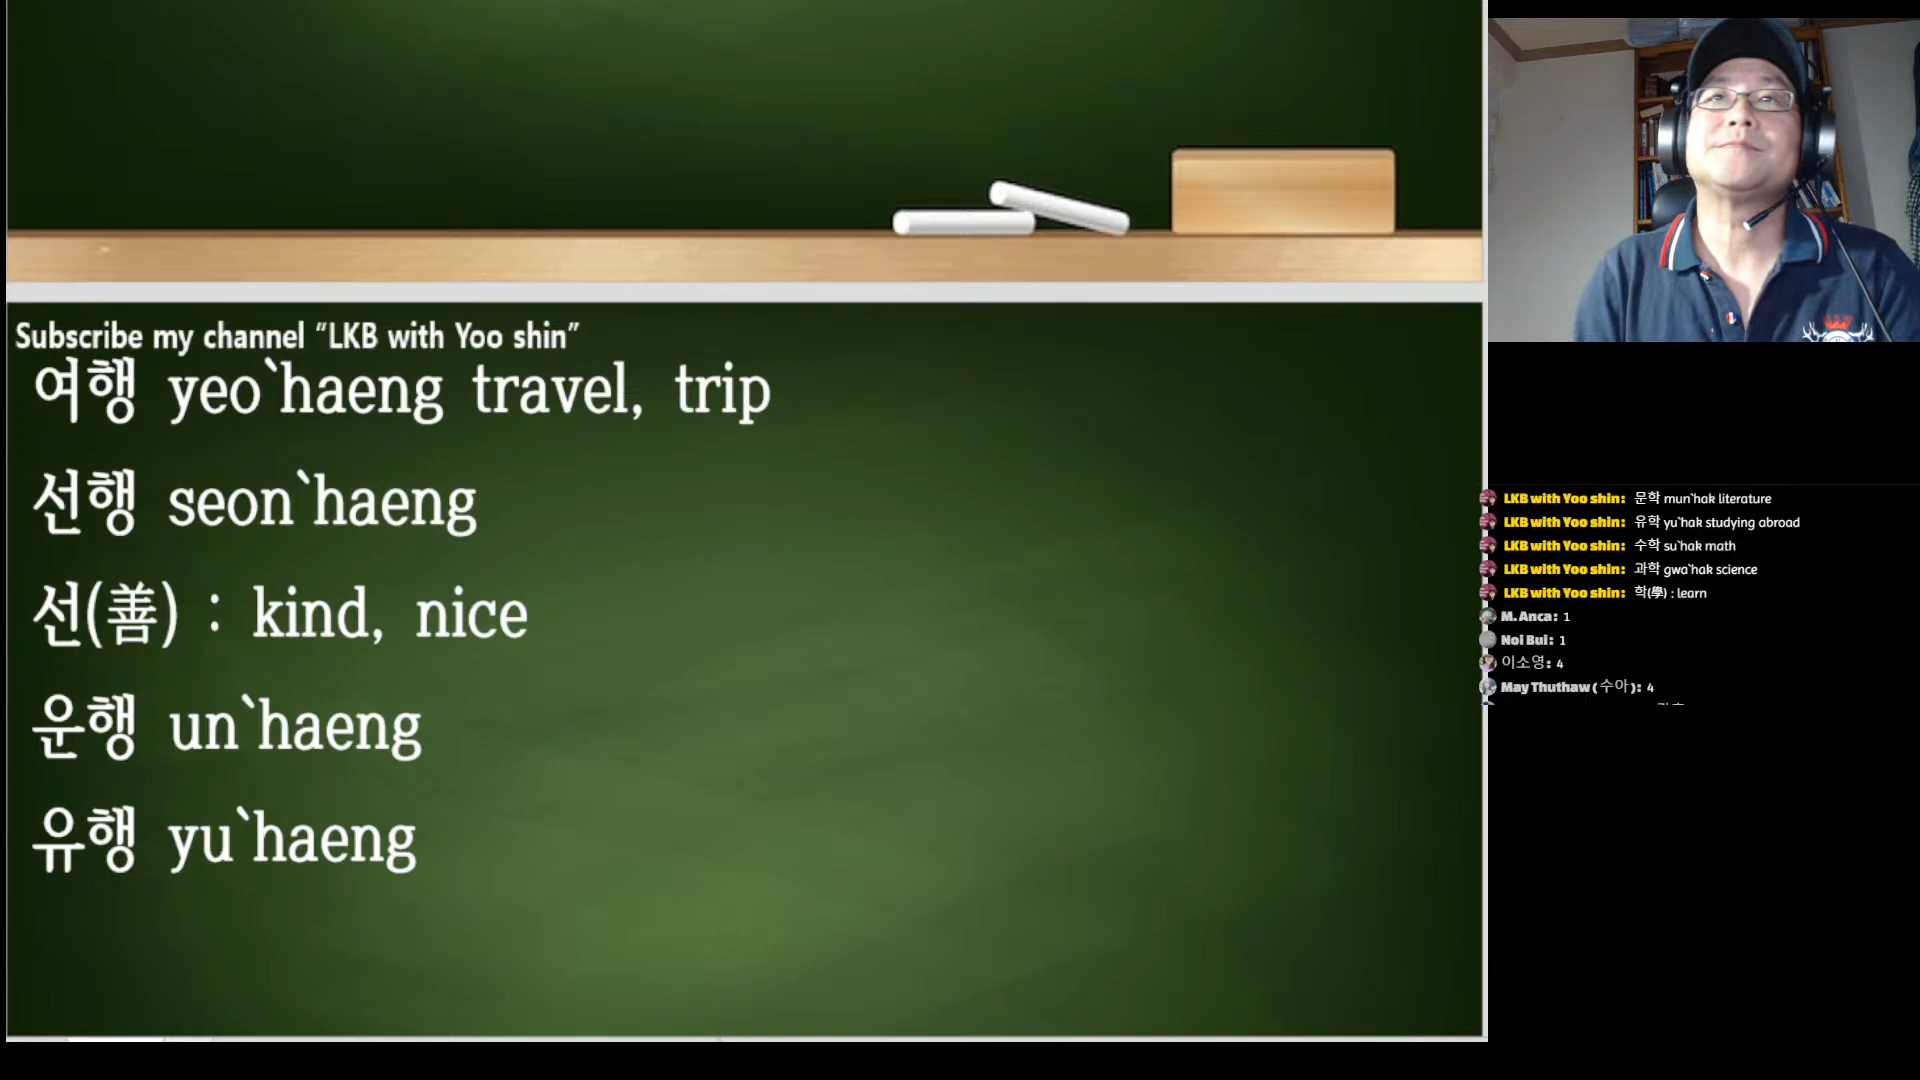 Subscribe my channel “LKB with Yoo shin”
여행 yeo`haeng travel, trip
선행 seon`haeng
선(善) : kind, nice
운행 un`haeng
유행 yu`haeng
LKB with Yoo shin: 문학 mun`hak literature
LKB with Yoo shin: 유학 yu`hak studying abroad
LKB with Yoo shin: 수학 su`hak math
LKB with Yoo shin: 과학 gwa`hak science
LKB with Yoo shin: 학(學) : learn
M. Anca: 1
Noi Bui: 1
이소영: 4
May Thuthaw ( 수아 ): 4